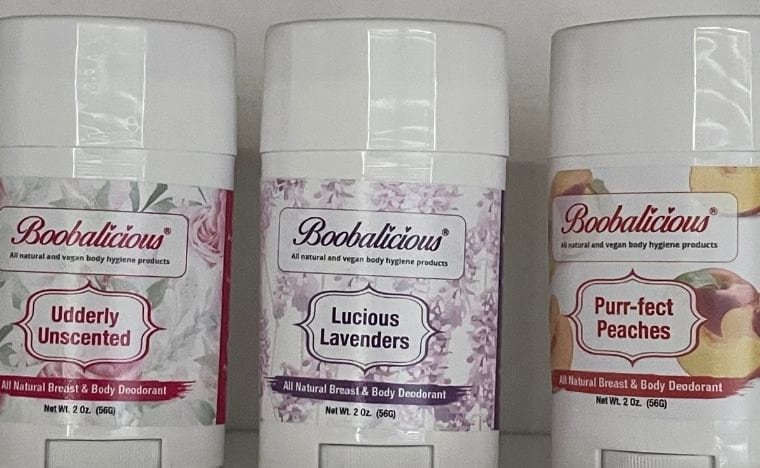 Boobalicious®
All natural and vegan body hygiene products
Udderly
Unscented
All Natural Breast & Body Deodorant
Net Wt. 2 Oz. (56G)
Boobalicious®
All natural and vegan body hygiene products
Lucious
Lavenders
All Natural Breast & Body Deodorant
Net Wt. 2 Oz. (56G)
Boobalicious®
All natural and vegan body hygiene products
Purr-fect
Peaches
All Natural Breast & Body Deodorant
Net Wt. 2 Oz. (56G)